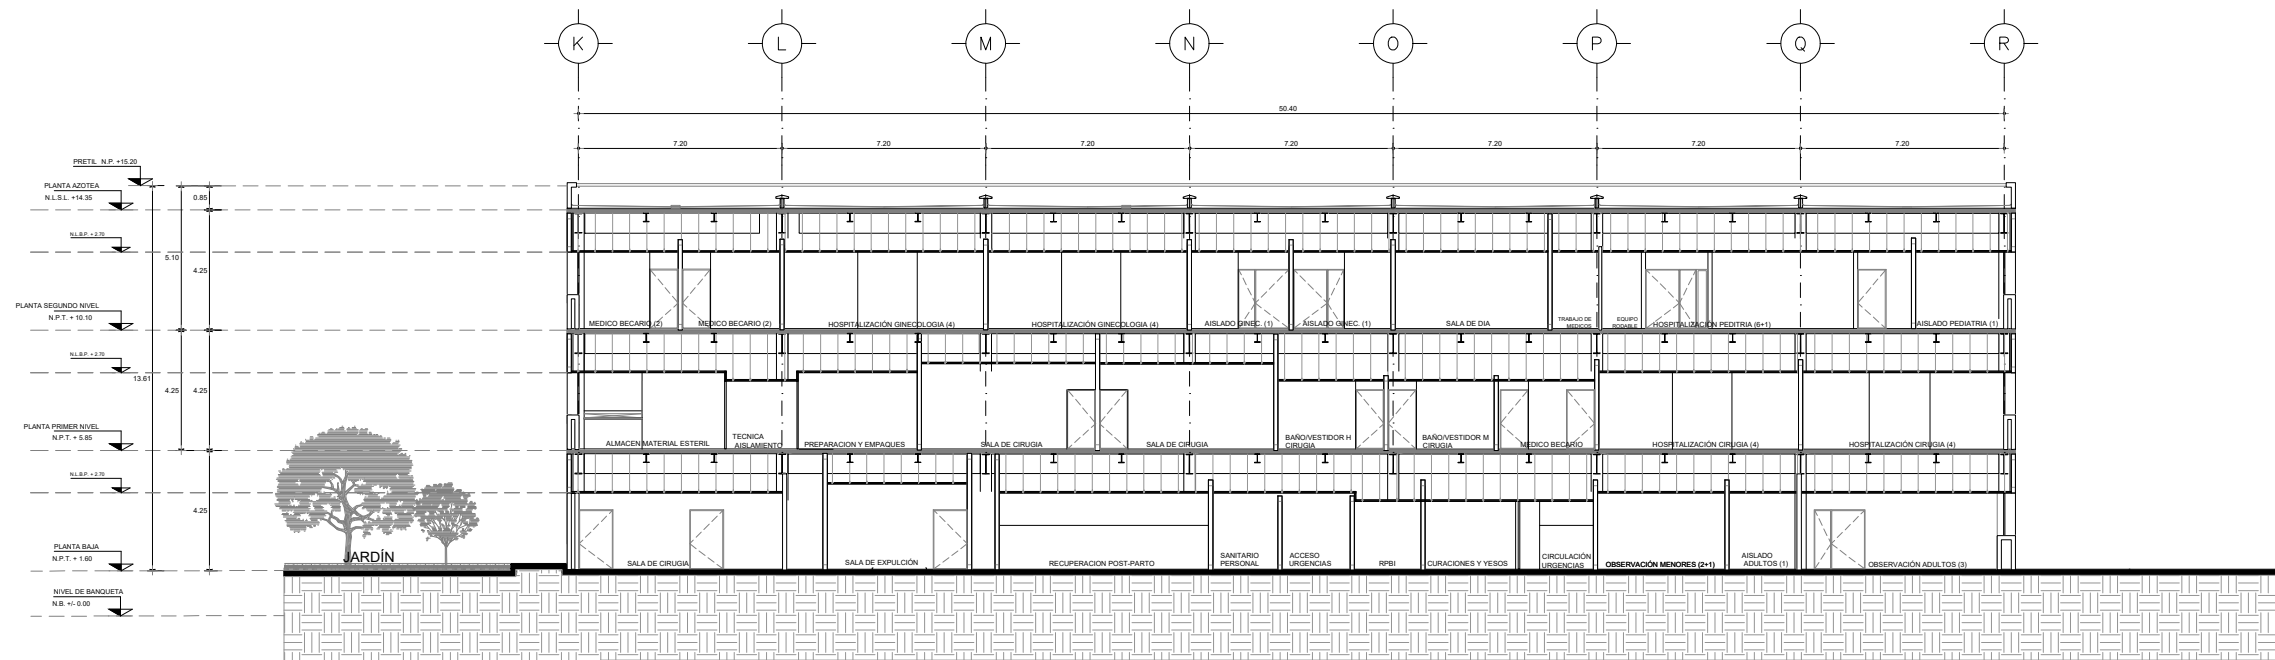 K L M N O P Q R
50.40
7.20 7.20 7.20 7.20 7.20 7.20 7.20
PRETIL N.P. +15.20
PLANTA AZOTEA
N.L.S.L. +14.35
0.85
N.L.B.P. + 2.70
5.10
4.25
PLANTA SEGUNDO NIVEL
N.P.T. + 10.10
MEDICO BECARIO (2)
MEDICO BECARIO (2)
HOSPITALIZACIÓN GINECOLOGIA (4)
HOSPITALIZACIÓN GINECOLOGIA (4)
AISLADO GINEC. (1)
AISLADO GINEC. (1)
SALA DE DIA
TRABAJO DE
MEDICOS
EQUIPO
RODABLE
HOSPITALIZACIÓN PEDITRIA (6+1)
AISLADO PEDIATRIA (1)
N.L.B.P. + 2.70
13.61
4.25
4.25
PLANTA PRIMER NIVEL
N.P.T. + 5.85
ALMACEN MATERIAL ESTERIL
TECNICA
AISLAMIENTO
PREPARACION Y EMPAQUES
SALA DE CIRUGIA
SALA DE CIRUGIA
BAÑO/VESTIDOR H
CIRUGIA
BAÑO/VESTIDOR M
CIRUGIA
MEDICO BECARIO
HOSPITALIZACIÓN CIRUGIA (4)
HOSPITALIZACIÓN CIRUGIA (4)
N.L.B.P. + 2.70
4.25
PLANTA BAJA
N.P.T. + 1.60
JARDÍN
SALA DE CIRUGIA
SALA DE EXPULCIÓN
RECUPERACION POST-PARTO
SANITARIO
PERSONAL
ACCESO
URGENCIAS
RPBI
CURACIONES Y YESOS
CIRCULACIÓN
URGENCIAS
OBSERVACIÓN MENORES (2+1)
AISLADO
ADULTOS (1)
OBSERVACIÓN ADULTOS (3)
NIVEL DE BANQUETA
N.B. +/- 0.00